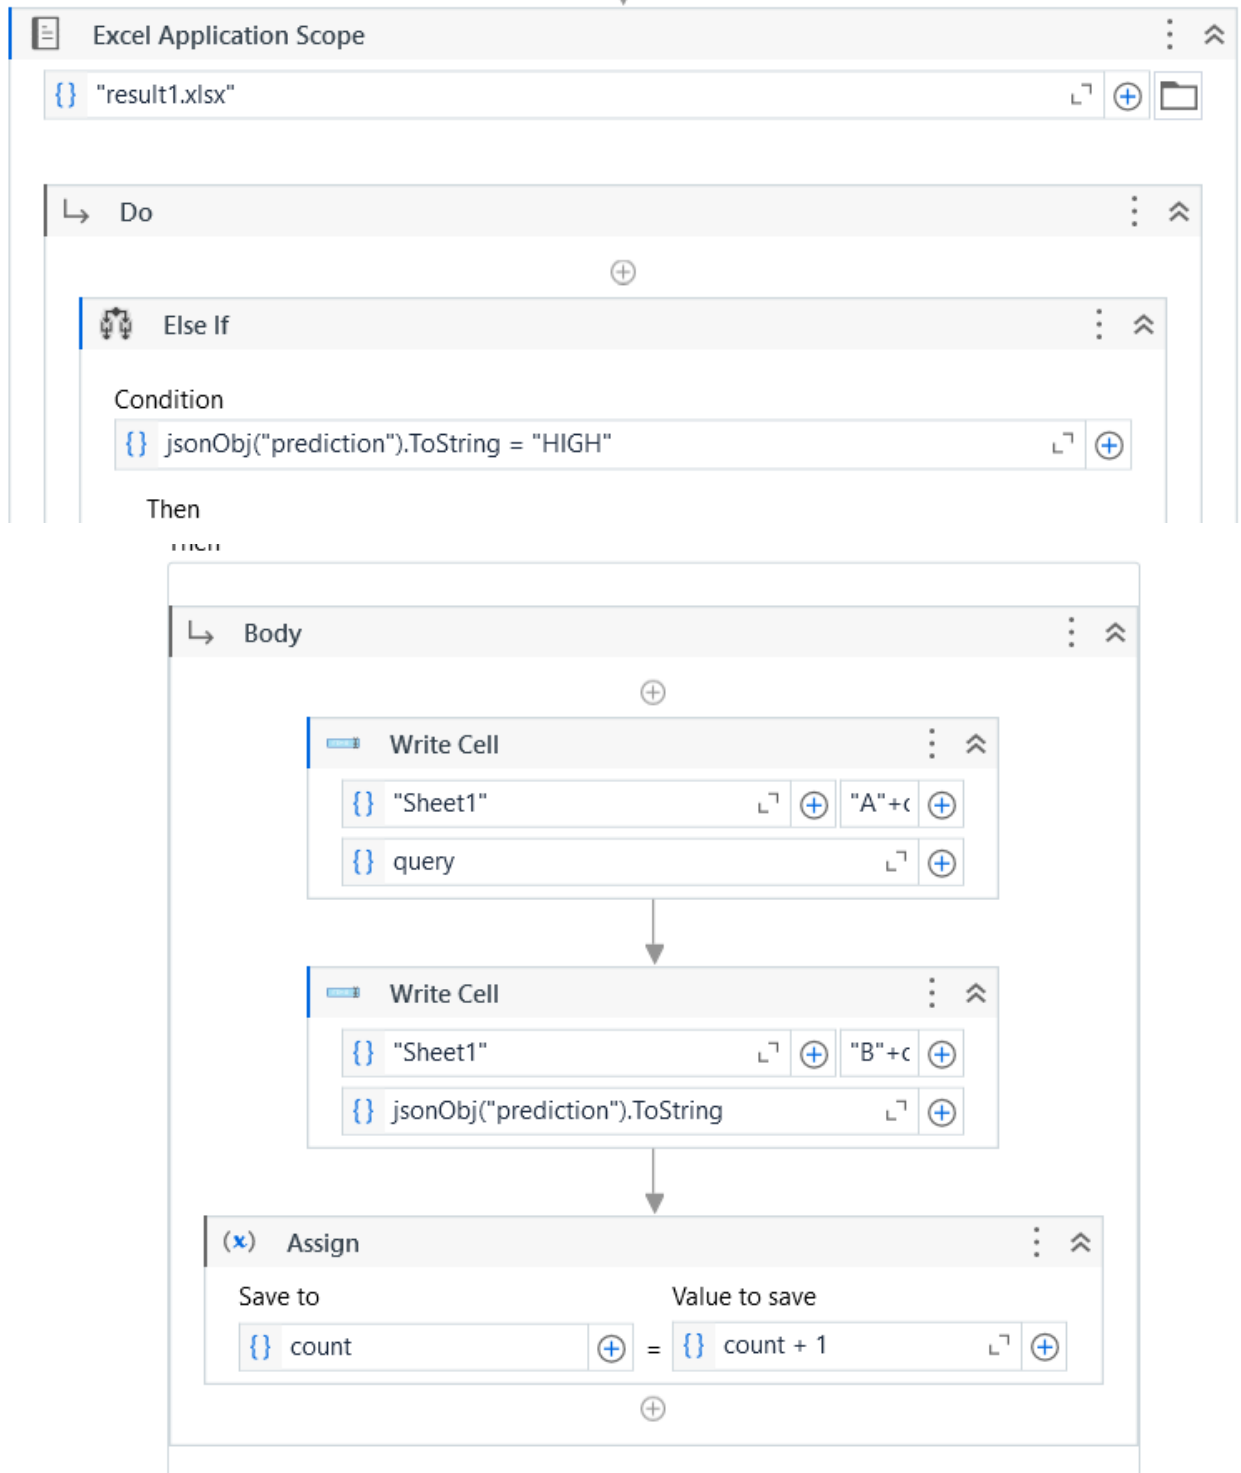 Excel Application Scope
"result1.xlsx"
Do
Else If
Condition
jsonObj("prediction").ToString = "HIGH"
Then
Then
Body
Write Cell
"Sheet1" "A"+c
query
Write Cell
"Sheet1" "B"+c
jsonObj("prediction").ToString
(x) Assign
Save to Value to save
count = count + 1